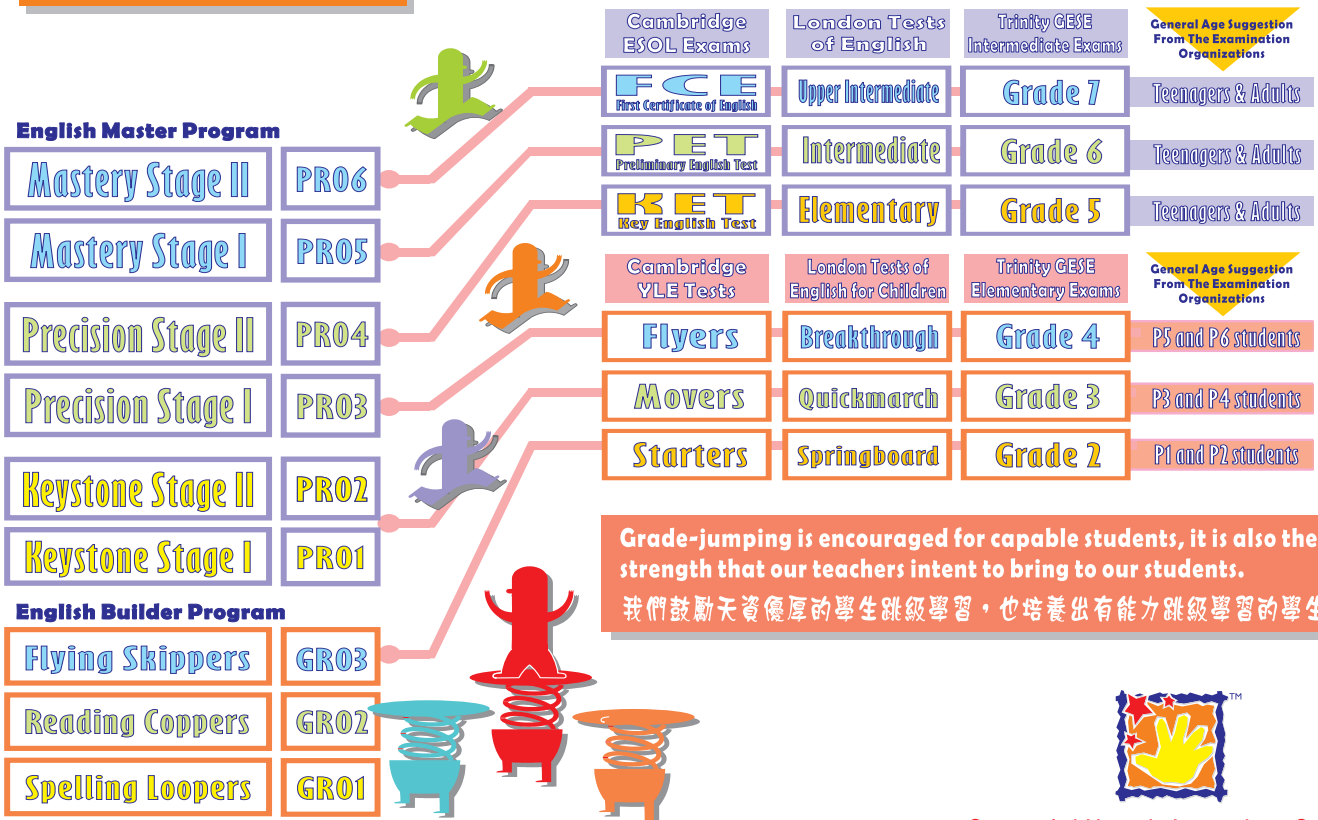 English Master Program
Mastery Stage II PR06
Mastery Stage I PR05
Precision Stage II PR04
Precision Stage I PR03
Keystone Stage II PR02
Keystone Stage I PR01
English Builder Program
Flying Skippers GR03
Reading Coppers GR02
Spelling Loopers GR01
Cambridge
ESOL Exams
London Tests
of English
Trinity GESE
Intermediate Exams
General Age Suggestion
From The Examination
Organizations
FCE
First Certificate of English
Upper Intermediate
Grade 7
Teenagers & Adults
PET
Preliminary English Test
Intermediate
Grade 6
Teenagers & Adults
KET
Key English Test
Elementary
Grade 5
Teenagers & Adults
Cambridge
YLE Tests
London Tests of
English for Children
Trinity GESE
Elementary Exams
General Age Suggestion
From The Examination
Organizations
Flyers
Breakthrough
Grade 4
P5 and P6 students
Movers
Quickmarch
Grade 3
P3 and P4 students
Starters
Springboard
Grade 2
P1 and P2 students
Grade-jumping is encouraged for capable students, it is also the
strength that our teachers intent to bring to our students.
我們鼓勵天資優厚的學生跳級學習，也培養出有能力跳級學習的學生
TM